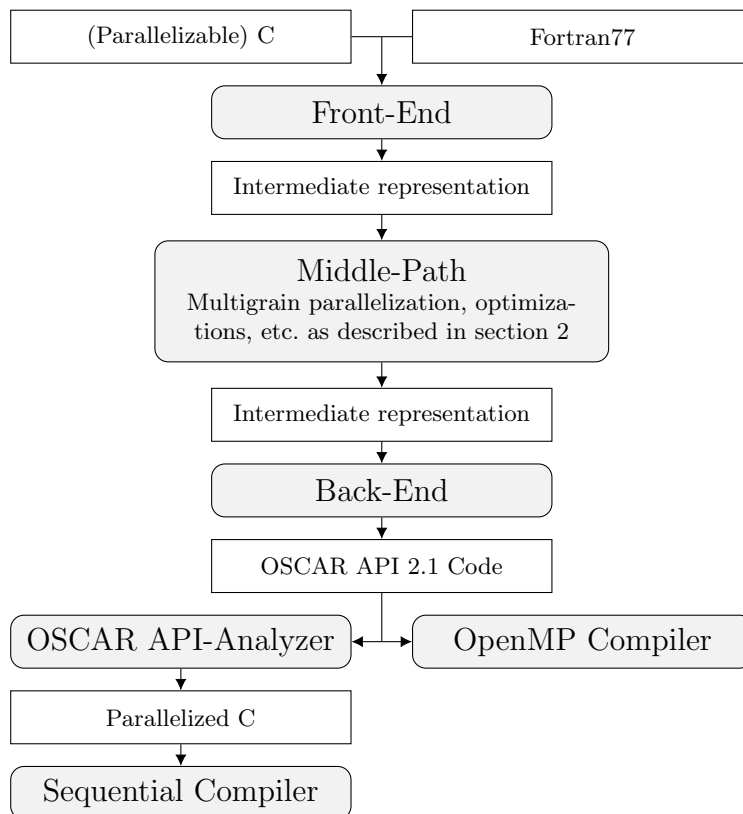 (Parallelizable) C
Fortran77
Front-End
Intermediate representation
Middle-Path
Multigrain parallelization, optimiza-
tions, etc. as described in section 2
Intermediate representation
Back-End
OSCAR API 2.1 Code
OSCAR API-Analyzer
OpenMP Compiler
Parallelized C
Sequential Compiler